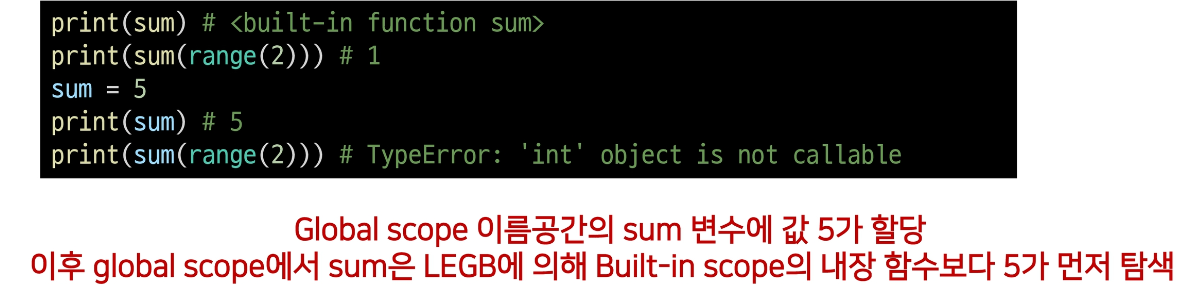 print(sum) # <built-in function sum>
print(sum(range(2))) # 1
sum = 5
print(sum) # 5
print(sum(range(2))) # TypeError: 'int' object is not callable
Global scope 이름공간의 sum 변수에 값 5가 할당
이후 global scope에서 sum은 LEGB에 의해 Built-in scope의 내장 함수보다 5가 먼저 탐색